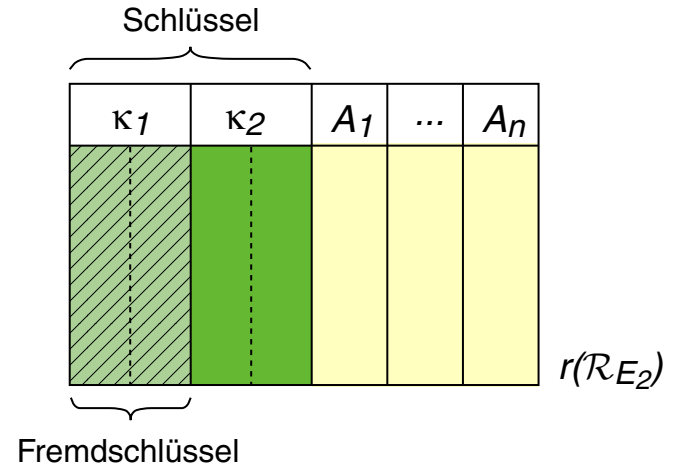 Schlüssel
κ1 κ2 A1 ... An
r(ℛE2)
Fremdschlüssel